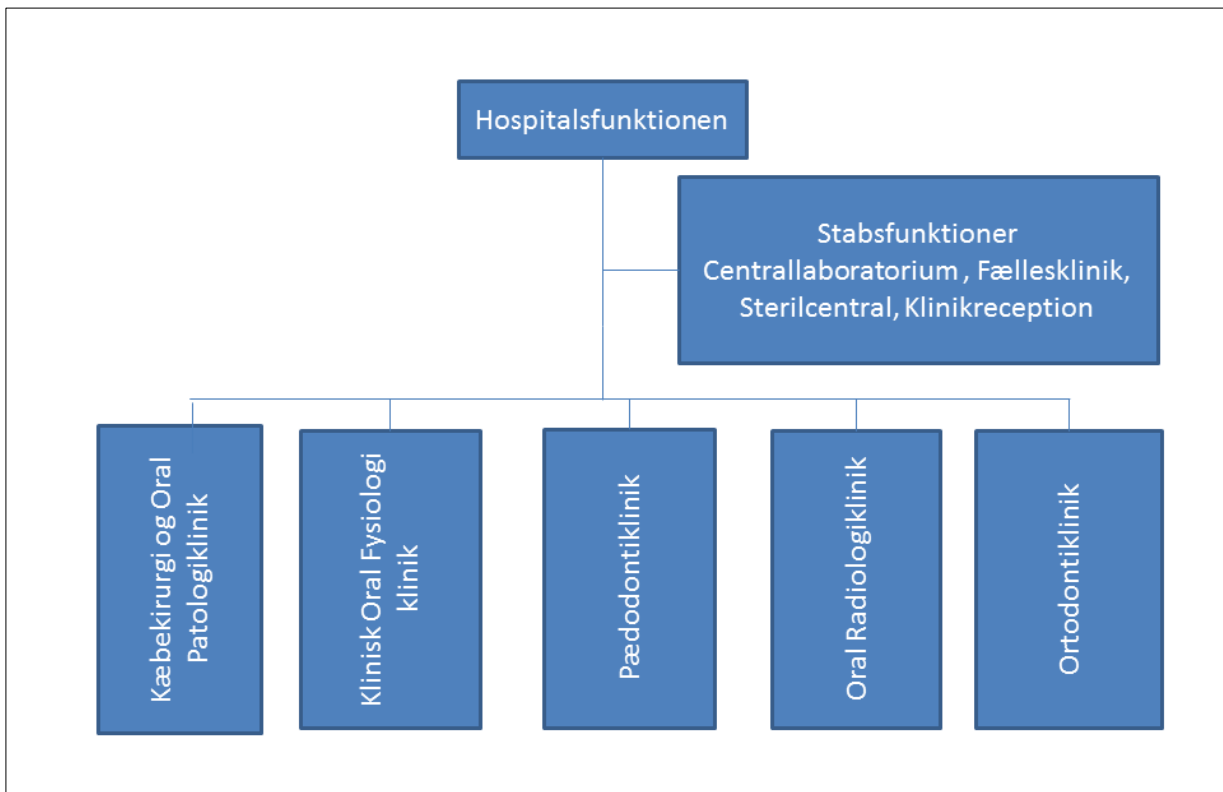 Hospitalsfunktionen
Stabsfunktioner
Centrallaboratorium , Fællesklinik,
Sterilcentral, Klinikreception
Kæbekirurgi og Oral
Patologiklinik
Klinisk Oral Fysiologi
klinik
Pædodontiklinik
Oral Radiologiklinik
Ortodontiklinik